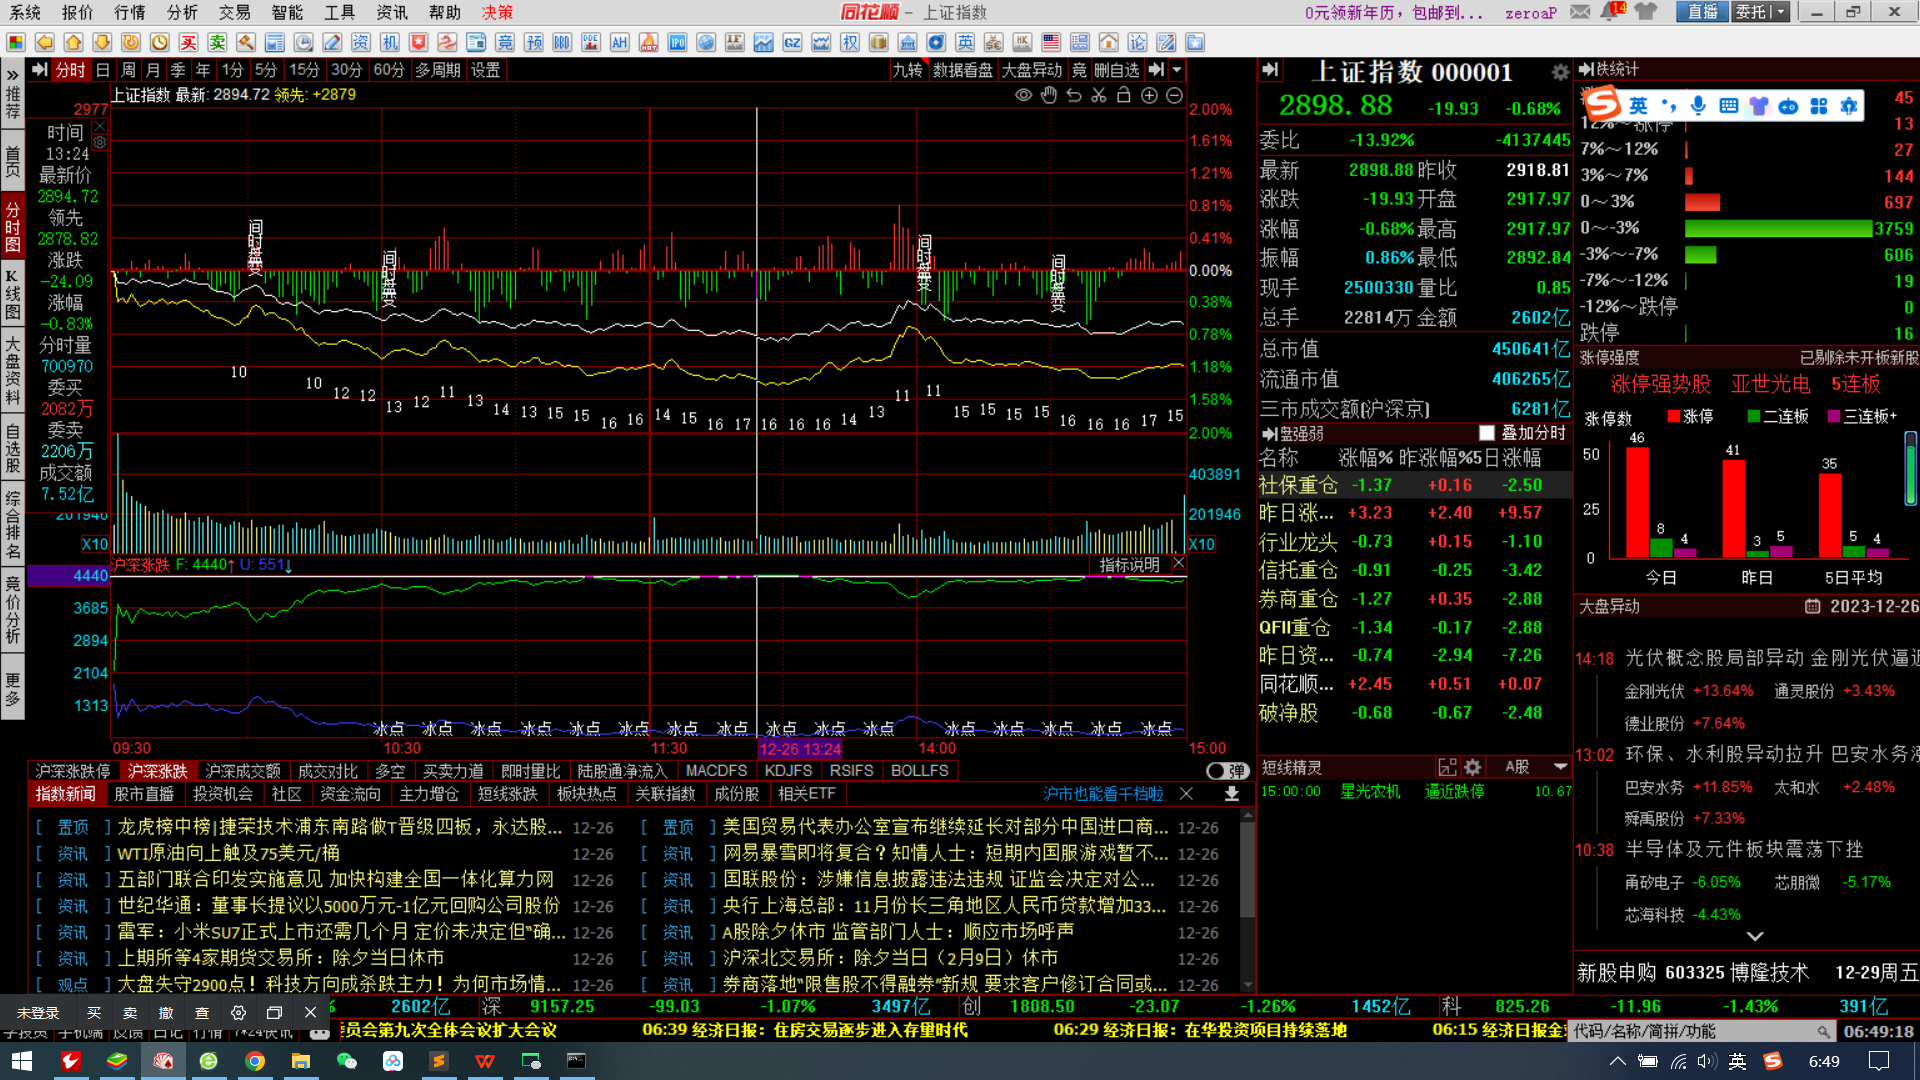 系统 报价 行情 分析 交易 智能 工具 资讯 帮助 决策
同花顺 - 上证指数
0元领新年历，包邮到... zeroaP 14 直播 委托
买 卖 资 机 竞 预 AH IPO GZ 权 英 HK 论
分时 日 周 月 季 年 1分 5分 15分 30分 60分 多周期 设置
九转 数据看盘 大盘异动 竞 删自选
推荐
首页
分时图
K线图
大盘资料
自选股
综合排名
竞价分析
更多
上证指数 最新: 2894.72 领先: +2879
2977
时间
13:24
最新价
2894.72
领先
2878.82
涨跌
-24.09
涨幅
-0.83%
分时量
700970
委买
2082万
委卖
2206万
成交额
7.52亿
201946
X10
2.00%
1.61%
1.21%
0.81%
0.41%
0.00%
0.38%
0.78%
1.18%
1.58%
2.00%
403891
201946
X10
10 10 12 12 13 12 11 13 14 13 15 15 16 16 14 15 16 17 16 16 16 14 13 11 11 15 15 15 15 16 16 16 17 15
沪深涨跌 F: 4440↑ U: 551↓
指标说明
4440
3685
2894
2104
1313
冰点 冰点 冰点 冰点 冰点 冰点 冰点 冰点 冰点 冰点 冰点 冰点 冰点 冰点 冰点 冰点
09:30 10:30 11:30 12-26 13:24 14:00 15:00
沪深涨跌停 沪深涨跌 沪深成交额 成交对比 多空 买卖力道 即时量比 陆股通净流入 MACDFS KDJFS RSIFS BOLLFS 弹
指数新闻 股市直播 投资机会 社区 资金流向 主力增仓 短线涨跌 板块热点 关联指数 成份股 相关ETF 沪市也能看千档啦
[ 置顶 ] 龙虎榜中榜|捷荣技术浦东南路做T晋级四板，永达股... 12-26
[ 资讯 ] WTI原油向上触及75美元/桶 12-26
[ 资讯 ] 五部门联合印发实施意见 加快构建全国一体化算力网 12-26
[ 资讯 ] 世纪华通：董事长提议以5000万元-1亿元回购公司股份 12-26
[ 资讯 ] 雷军：小米SU7正式上市还需几个月 定价未决定但"确... 12-26
[ 资讯 ] 上期所等4家期货交易所：除夕当日休市 12-26
[ 观点 ] 大盘失守2900点！科技方向成杀跌主力！为何市场情... 12-26
[ 置顶 ] 美国贸易代表办公室宣布继续延长对部分中国进口商... 12-26
[ 资讯 ] 网易暴雪即将复合？知情人士：短期内国服游戏暂不... 12-26
[ 资讯 ] 国联股份：涉嫌信息披露违法违规 证监会决定对公... 12-26
[ 资讯 ] 央行上海总部：11月份长三角地区人民币贷款增加33... 12-26
[ 资讯 ] A股除夕休市 监管部门人士：顺应市场呼声 12-26
[ 资讯 ] 沪深北交易所：除夕当日（2月9日）休市 12-26
[ 资讯 ] 券商落地"限售股不得融券"新规 要求客户修订合同或... 12-26
上证指数 000001
2898.88 -19.93 -0.68%
委比 -13.92% -4137445
最新 2898.88 昨收 2918.81
涨跌 -19.93 开盘 2917.97
涨幅 -0.68% 最高 2917.97
振幅 0.86% 最低 2892.84
现手 2500330 量比 0.85
总手 22814万 金额 2602亿
总市值 450641亿
流通市值 406265亿
三市成交额(沪深京) 6281亿
盘强弱 叠加分时
名称 涨幅% 昨涨幅% 5日涨幅
社保重仓 -1.37 +0.16 -2.50
昨日涨... +3.23 +2.40 +9.57
行业龙头 -0.73 +0.15 -1.10
信托重仓 -0.91 -0.25 -3.42
券商重仓 -1.27 +0.35 -2.88
QFII重仓 -1.34 -0.17 -2.88
昨日资... -0.74 -2.94 -7.26
同花顺... +2.45 +0.51 +0.07
破净股 -0.68 -0.67 -2.48
短线精灵 A股
15:00:00 星光农机 逼近跌停 10.67
跌统计
英
45
12%～涨停 13
7%～12% 27
3%～7% 144
0～3% 697
0～-3% 3759
-3%～-7% 606
-7%～-12% 19
-12%～跌停 0
跌停 16
涨停强度 已剔除未开板新股
涨停强势股 亚世光电 5连板
涨停数 涨停 二连板 三连板+
50
25
0
46 8 4
41 3 5
35 5 4
今日 昨日 5日平均
大盘异动 2023-12-26
14:18 光伏概念股局部异动 金刚光伏逼近
金刚光伏 +13.64% 通灵股份 +3.43%
德业股份 +7.64%
13:02 环保、水利股异动拉升 巴安水务涨
巴安水务 +11.85% 太和水 +2.48%
舜禹股份 +7.33%
10:38 半导体及元件板块震荡下挫
甬矽电子 -6.05% 芯朋微 -5.17%
芯海科技 -4.43%
新股申购 603325 博隆技术 12-29周五
未登录 买 卖 撤 查
% 2602亿 深 9157.25 -99.03 -1.07% 3497亿 创 1808.50 -23.07 -1.26% 1452亿 科 825.26 -11.96 -1.43% 391亿
委员会第九次全体会议扩大会议 06:39 经济日报：住房交易逐步进入存量时代 06:29 经济日报：在华投资项目持续落地 06:15 经济日报金
代码/名称/简拼/功能 06:49:18
英 6:49